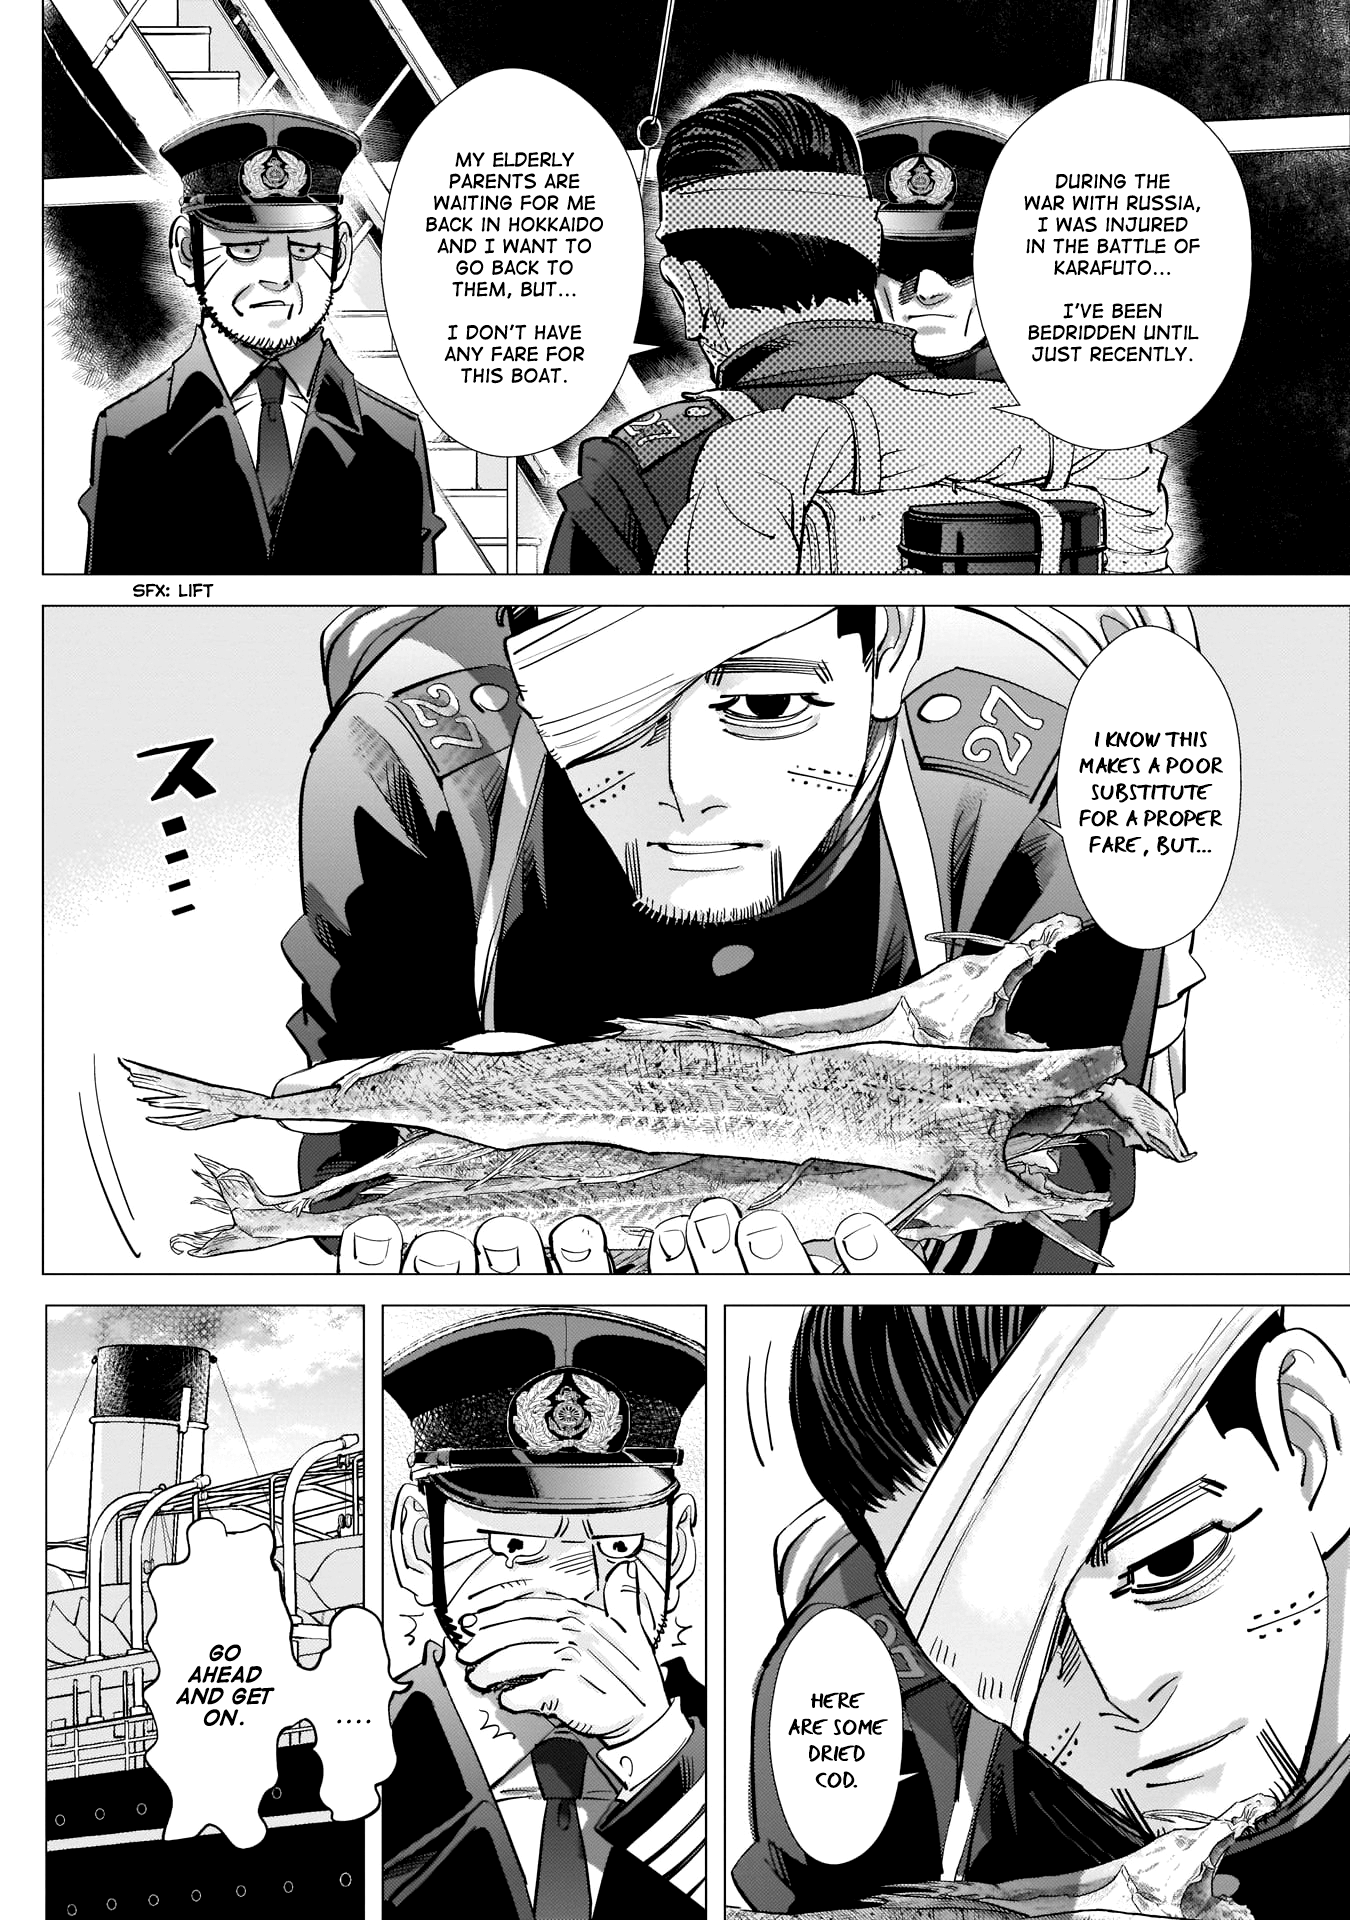 DURING THE
WAR WITH RUSSIA,
I WAS INJURED
IN THE BATTLE OF
KARAFUTO...
I'VE BEEN
BEDRIDDEN UNTIL
JUST RECENTLY.
MY ELDERLY
PARENTS ARE
WAITING FOR ME
BACK IN HOKKAIDO
AND I WANT TO
GO BACK TO
THEM, BUT...
I DON'T HAVE
ANY FARE FOR
THIS BOAT.
27
SFX: LIFT
27
27
I KNOW THIS
MAKES A POOR
SUBSTITUTE
FOR A PROPER
FARE, BUT...
ス
27
HERE
ARE SOME
DRIED
COD.
....
GO
AHEAD
AND GET
ON.